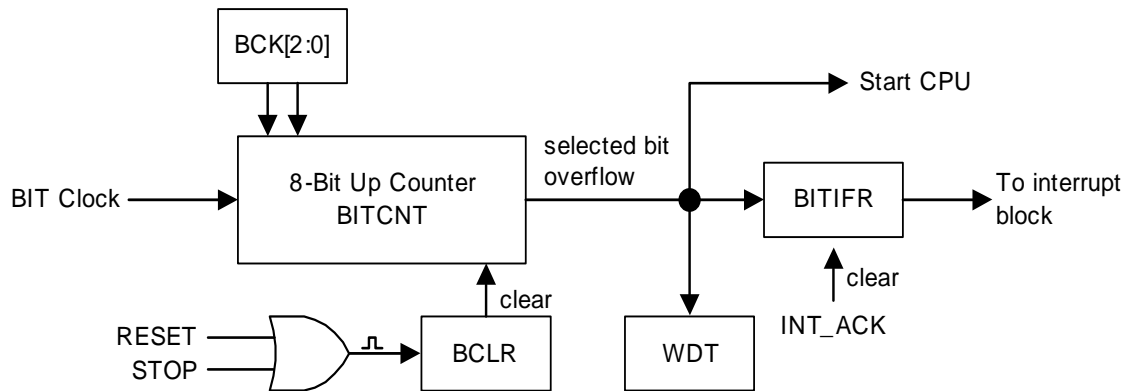 BCK[2:0]
Start CPU
selected bit
overflow
BIT Clock
8-Bit Up Counter
BITCNT
BITIFR
To interrupt
block
clear
clear
INT_ACK
RESET
STOP
BCLR
WDT